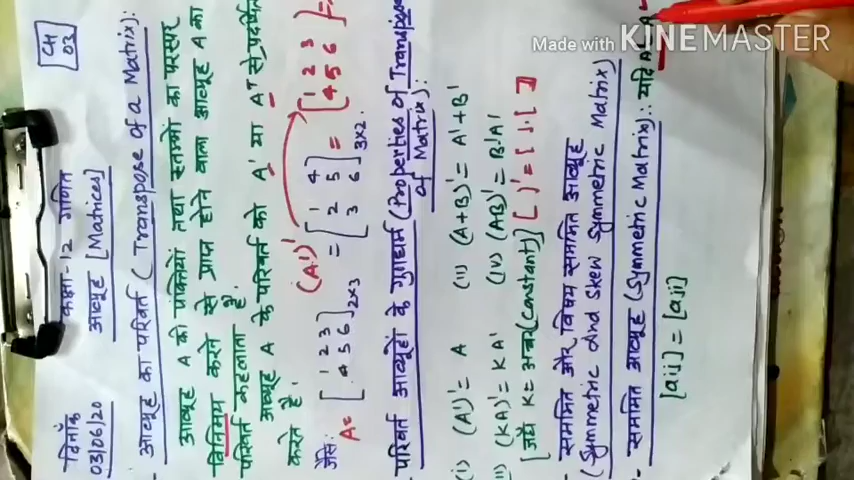 दिनाँक
03/06/20
कक्षा-12 गणित
आव्यूह [Matrices]
CH 03
आव्यूह का परिवर्त (Transpose of a Matrix):
आव्यूह A की पंक्तियों तथा स्तम्भों का परस्पर
विनिमय करने से प्राप्त होने वाला आव्यूह A का
परिवर्त कहलाता है.
आव्यूह A के परिवर्त को A' या Aᵀ से
करते हैं.
जैसे: A= [1 2 3 4 5 6]2×3 (A')' = [1 4 2 5 3 6]3×2 = [1 2 3 4 5 6] =
परिवर्त आव्यूहों के गुणधर्म (Properties of Transpose
of Matrix):
(i) (A')' = A (ii) (A+B)' = A'+B'
(KA)' = KA' (iv) (AB)' = B'A'
[जहाँ K = अचर (constant)] [ ]' = [ ]·[ ]
सममित और विषम सममित आव्यूह
(Symmetric and Skew Symmetric Matrix)
सममित आव्यूह (Symmetric Matrix): यदि A' A
[aij] = [aji]
Made with KINEMASTER